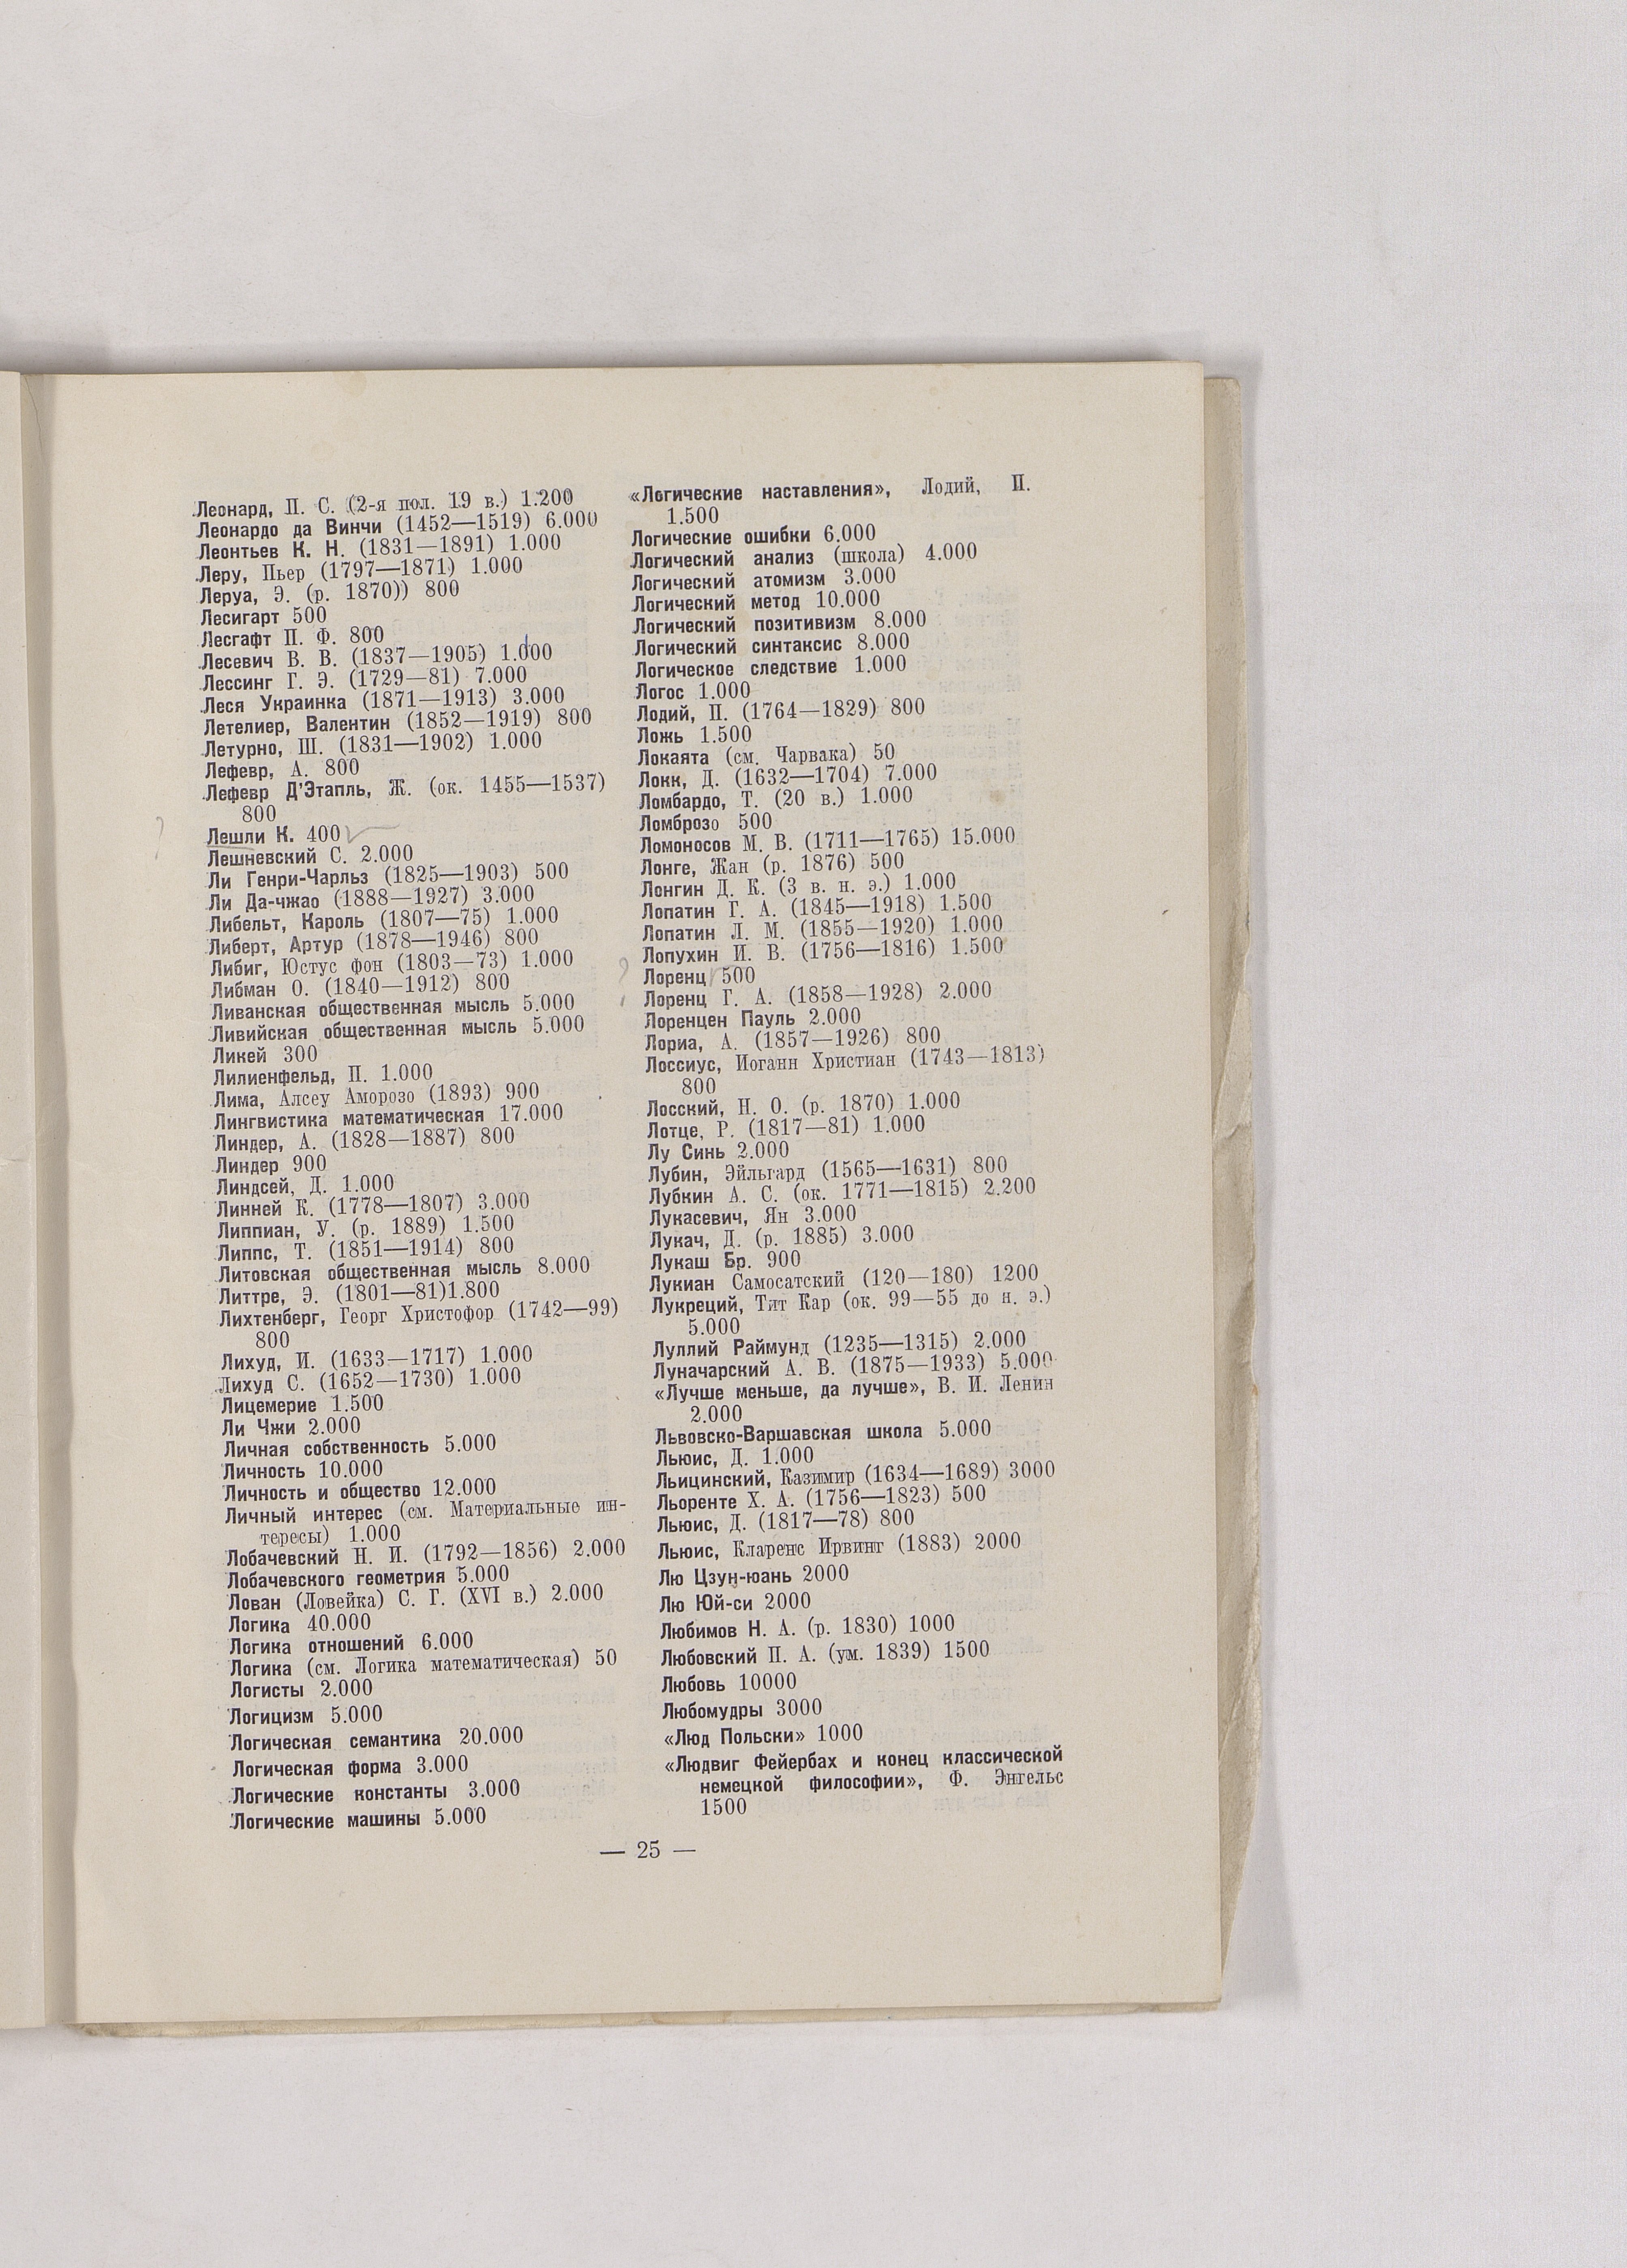 Леонард, П. С. (2-я пол. 19 в.) 1.200
Леонардо да Винчи (1452—1519) 6.000
Леонтьев К. Н. (1831—1891) 1.000
Леру, Пьер (1797—1871) 1.000
Леруа, Э. (р. 1870)) 800
Лесигарт 500
Лесгафт П. Ф. 800
Лесевич В. В. (1837—1905) 1.000
Лессинг Г. Э. (1729—81) 7.000
Леся Украинка (1871—1913) 3.000
Летелиер, Валентин (1852—1919) 800
Летурно, Ш. (1831—1902) 1.000
Лефевр, А. 800
Лефевр Д'Этапль, Ж. (ок. 1455—1537)
800
Лешли К. 400
Лешневский С. 2.000
Ли Генри-Чарльз (1825—1903) 500
Ли Да-чжао (1888—1927) 3.000
Либельт, Кароль (1807—75) 1.000
Либерт, Артур (1878—1946) 800
Либиг, Юстус фон (1803—73) 1.000
Либман О. (1840—1912) 800
Ливанская общественная мысль 5.000
Ливийская общественная мысль 5.000
Ликей 300
Лилиенфельд, П. 1.000
Лима, Алсеу Аморозо (1893) 900
Лингвистика математическая 17.000
Линдер, А. (1828—1887) 800
Линдер 900
Линдсей, Д. 1.000
Линней К. (1778—1807) 3.000
Липпиан, У. (р. 1889) 1.500
Липпс, Т. (1851—1914) 800
Литовская общественная мысль 8.000
Литтре, Э. (1801—81)1.800
Лихтенберг, Георг Христофор (1742—99)
800
Лихуд, И. (1633—1717) 1.000
Лихуд С. (1652—1730) 1.000
Лицемерие 1.500
Ли Чжи 2.000
Личная собственность 5.000
Личность 10.000
Личность и общество 12.000
Личный интерес (см. Материальные ин-
тересы) 1.000
Лобачевский Н. И. (1792—1856) 2.000
Лобачевского геометрия 5.000
Лован (Ловейка) С. Г. (XVI в.) 2.000
Логика 40.000
Логика отношений 6.000
Логика (см. Логика математическая) 50
Логисты 2.000
Логицизм 5.000
Логическая семантика 20.000
Логическая форма 3.000
Логические константы 3.000
Логические машины 5.000
«Логические наставления», Лодий, П.
1.500
Логические ошибки 6.000
Логический анализ (школа) 4.000
Логический атомизм 3.000
Логический метод 10.000
Логический позитивизм 8.000
Логический синтаксис 8.000
Логическое следствие 1.000
Логос 1.000
Лодий, П. (1764—1829) 800
Ложь 1.500
Локаята (см. Чарвака) 50
Локк, Д. (1632—1704) 7.000
Ломбардо, Т. (20 в.) 1.000
Ломброзо 500
Ломоносов М. В. (1711—1765) 15.000
Лонге, Жан (р. 1876) 500
Лонгин Д. К. (3 в. н. э.) 1.000
Лопатин Г. А. (1845—1918) 1.500
Лопатин Л. М. (1855—1920) 1.000
Лопухин И. В. (1756—1816) 1.500
Лоренц 500
Лоренц Г. А. (1858—1928) 2.000
Лоренцен Пауль 2.000
Лориа, А. (1857—1926) 800
Лоссиус, Иоганн Христиан (1743—1813)
800
Лосский, Н. О. (р. 1870) 1.000
Лотце, Р. (1817—81) 1.000
Лу Синь 2.000
Лубин, Эйльгард (1565—1631) 800
Лубкин А. С. (ок. 1771—1815) 2.200
Лукасевич, Ян 3.000
Лукач, Д. (р. 1885) 3.000
Лукаш Бр. 900
Лукиан Самосатский (120—180) 1200
Лукреций, Тит Кар (ок. 99—55 до н. э.)
5.000
Луллий Раймунд (1235—1315) 2.000
Луначарский А. В. (1875—1933) 5.000
«Лучше меньше, да лучше», В. И. Ленин
2.000
Львовско-Варшавская школа 5.000
Льюис, Д. 1.000
Льицинский, Казимир (1634—1689) 3000
Льоренте Х. А. (1756—1823) 500
Льюис, Д. (1817—78) 800
Льюис, Кларенс Ирвинг (1883) 2000
Лю Цзун-юань 2000
Лю Юй-си 2000
Любимов Н. А. (р. 1830) 1000
Любовский П. А. (ум. 1839) 1500
Любовь 10000
Любомудры 3000
«Люд Польски» 1000
«Людвиг Фейербах и конец классической
немецкой философии», Ф. Энгельс
1500
— 25 —